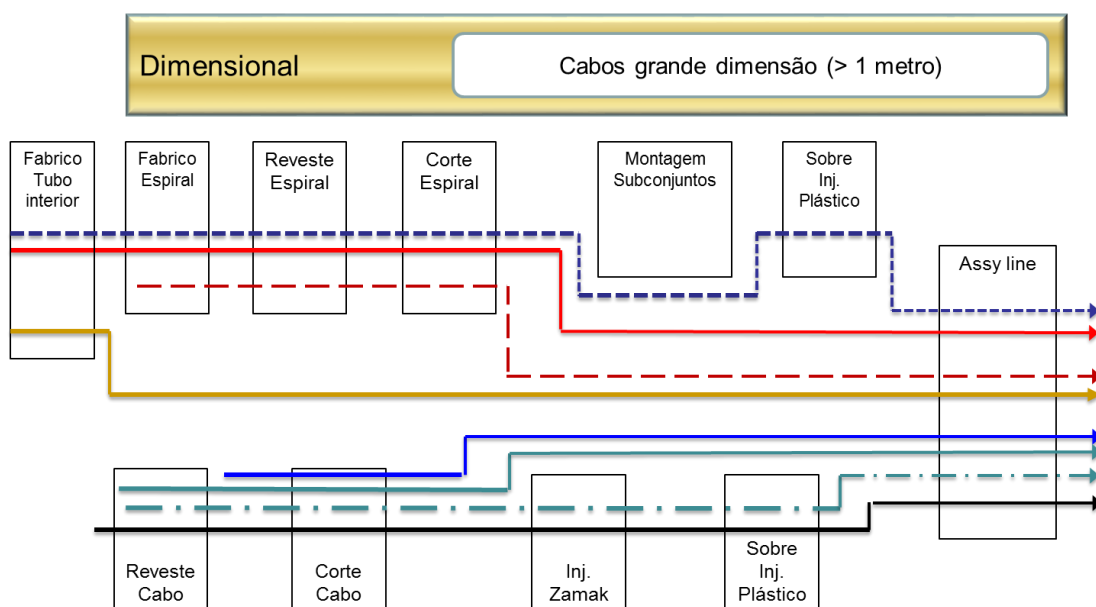 Dimensional
Cabos grande dimensão (> 1 metro)
Fabrico
Tubo
interior
Fabrico
Espiral
Reveste
Espiral
Corte
Espiral
Montagem
Subconjuntos
Sobre
Inj.
Plástico
Assy line
Reveste
Cabo
Corte
Cabo
Inj.
Zamak
Sobre
Inj.
Plástico